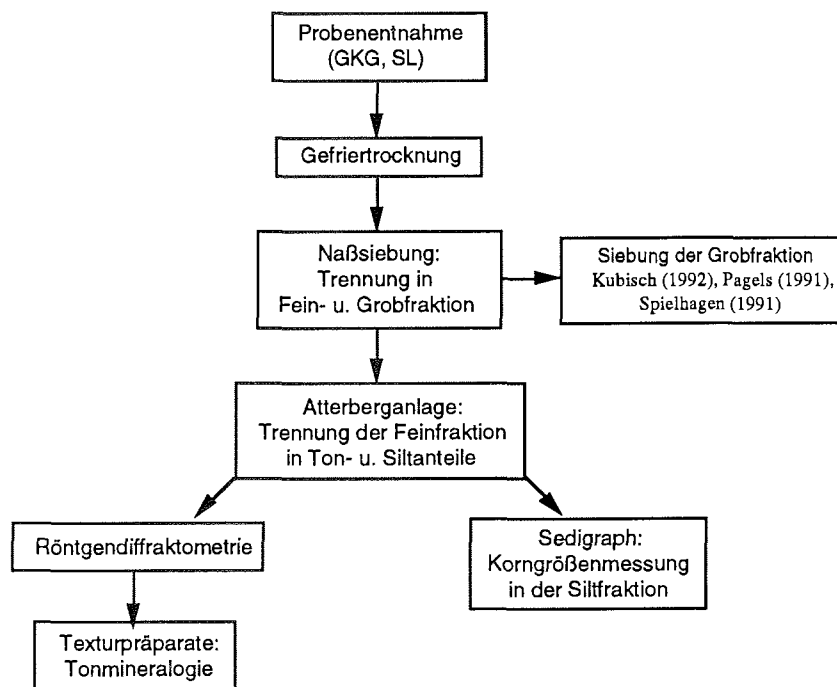 Probenentnahme
(GKG, SL)
Gefriertrocknung
Naßsiebung:
Trennung in
Fein- u. Grobfraktion
Siebung der Grobfraktion
Kubisch (1992), Pagels (1991),
Spielhagen (1991)
Atterberganlage:
Trennung der Feinfraktion
in Ton- u. Siltanteile
Röntgendiffraktometrie
Sedigraph:
Korngrößenmessung
in der Siltfraktion
Texturpräparate:
Tonmineralogie